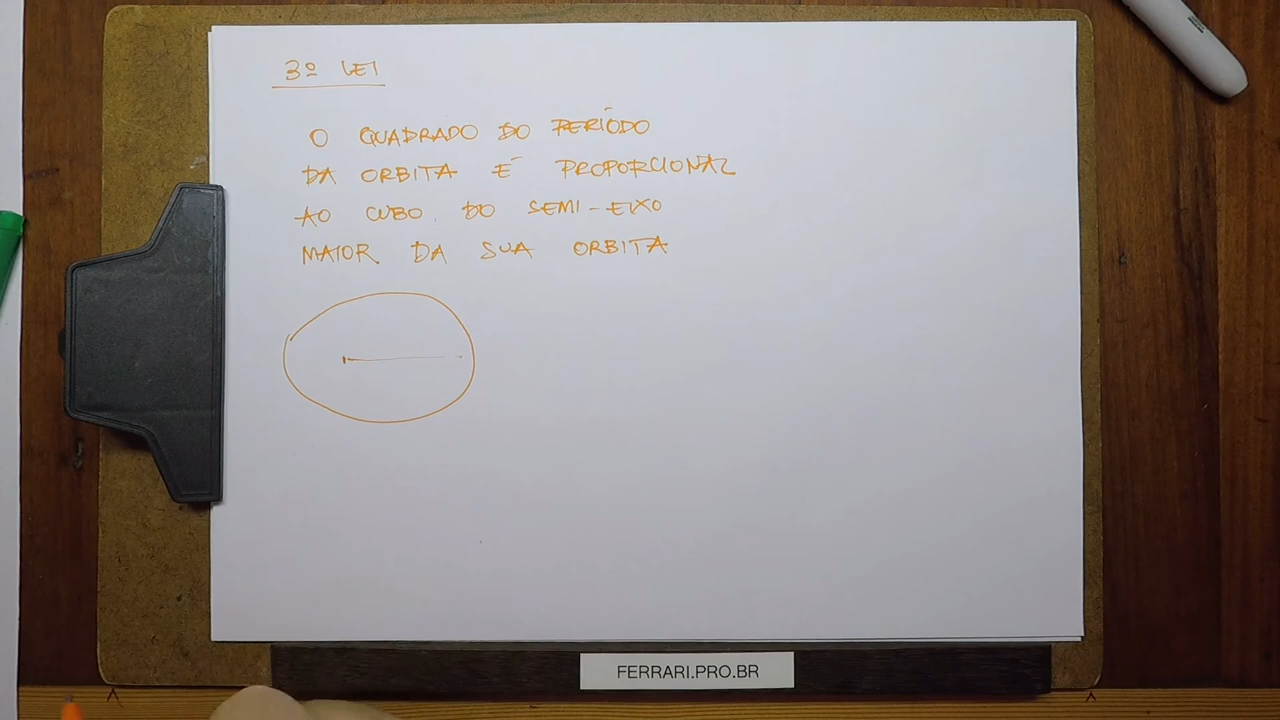 3º LEI
O QUADRADO DO PERÍODO
DA ORBITA É PROPORCIONAL
AO CUBO. DO SEMI-EIXO
MAIOR DA SUA ORBITA
FERRARI.PRO.BR